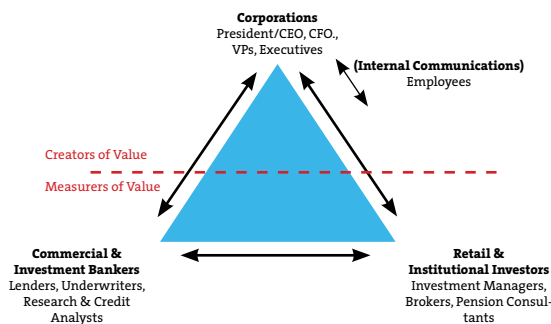 Corporations
President/CEO, CFO.,
VPs, Executives
(Internal Communications)
Employees
Creators of Value
Measurers of Value
Commercial &
Investment Bankers
Lenders, Underwriters,
Research & Credit
Analysts
Retail &
Institutional Investors
Investment Managers,
Brokers, Pension Consul-
tants